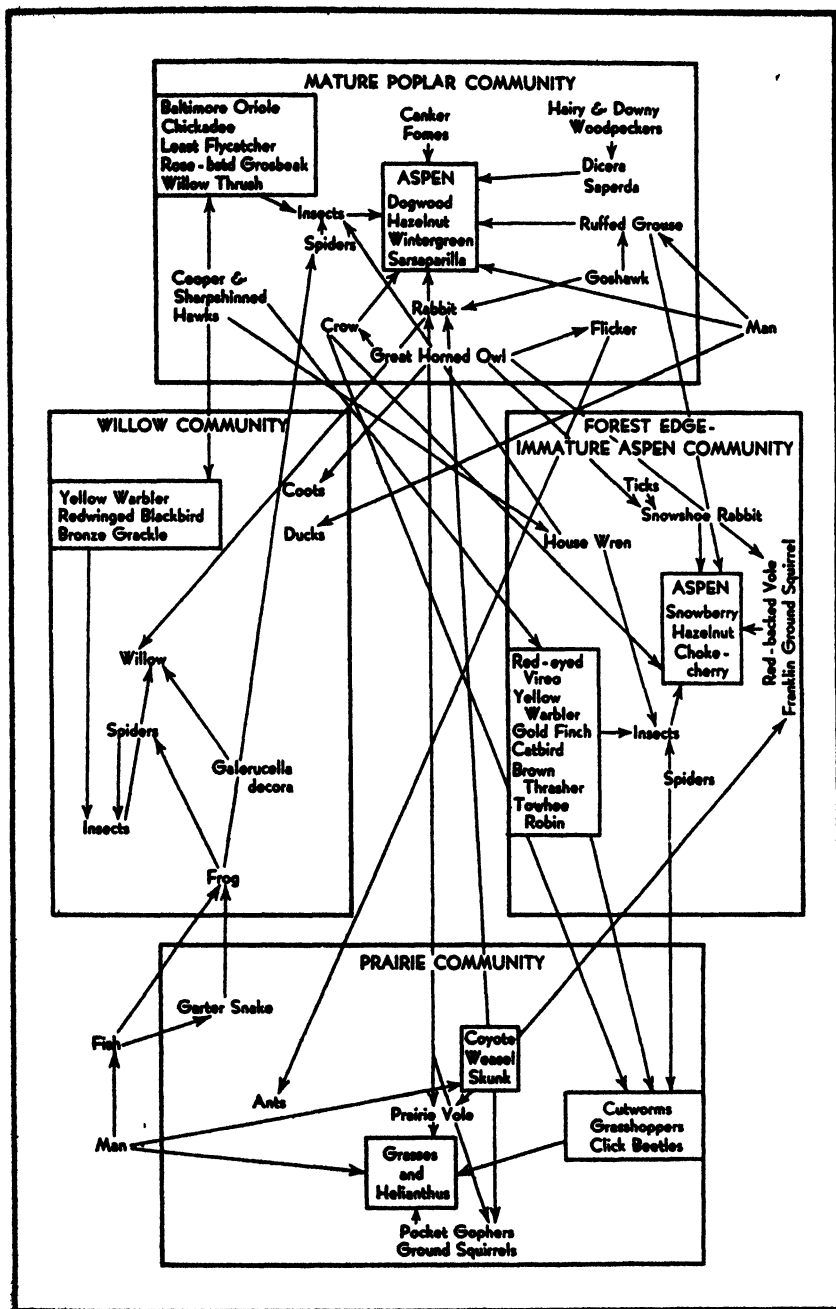 MATURE POPLAR COMMUNITY
Baltimore Oriole
Chickadee
Least Flycatcher
Rose-bstd Grosbeak
Willow Thrush
Canker
Fomes
Hairy & Downy
Woodpeckers
ASPEN
Dogwood
Hazelnut
Wintergreen
Sarsaparilla
Dicera
Saperda
Insects
Spiders
Ruffed Grouse
Cooper &
Sharpshinned
Hawks
Goshawk
Rabbit
Crow
Flicker
Man
Great Horned Owl
WILLOW COMMUNITY
Yellow Warbler
Redwinged Blackbird
Bronze Grackle
Coots
Ducks
Willow
Spiders
Galerucella
decora
Insects
Frog
FOREST EDGE-
IMMATURE ASPEN COMMUNITY
Ticks
Snowshoe Rabbit
House Wren
ASPEN
Snowberry
Hazelnut
Choke-
cherry
Red-backed Vole
Franklin Ground Squirrel
Red-eyed
Vireo
Yellow
Warbler
Gold Finch
Catbird
Brown
Thrasher
Towhee
Robin
Insects
Spiders
PRAIRIE COMMUNITY
Garter Snake
Fish
Man
Coyote
Weasel
Skunk
Ants
Prairie Vole
Cutworms
Grasshoppers
Click Beetles
Grasses
and
Helianthus
Pocket Gophers
Ground Squirrels